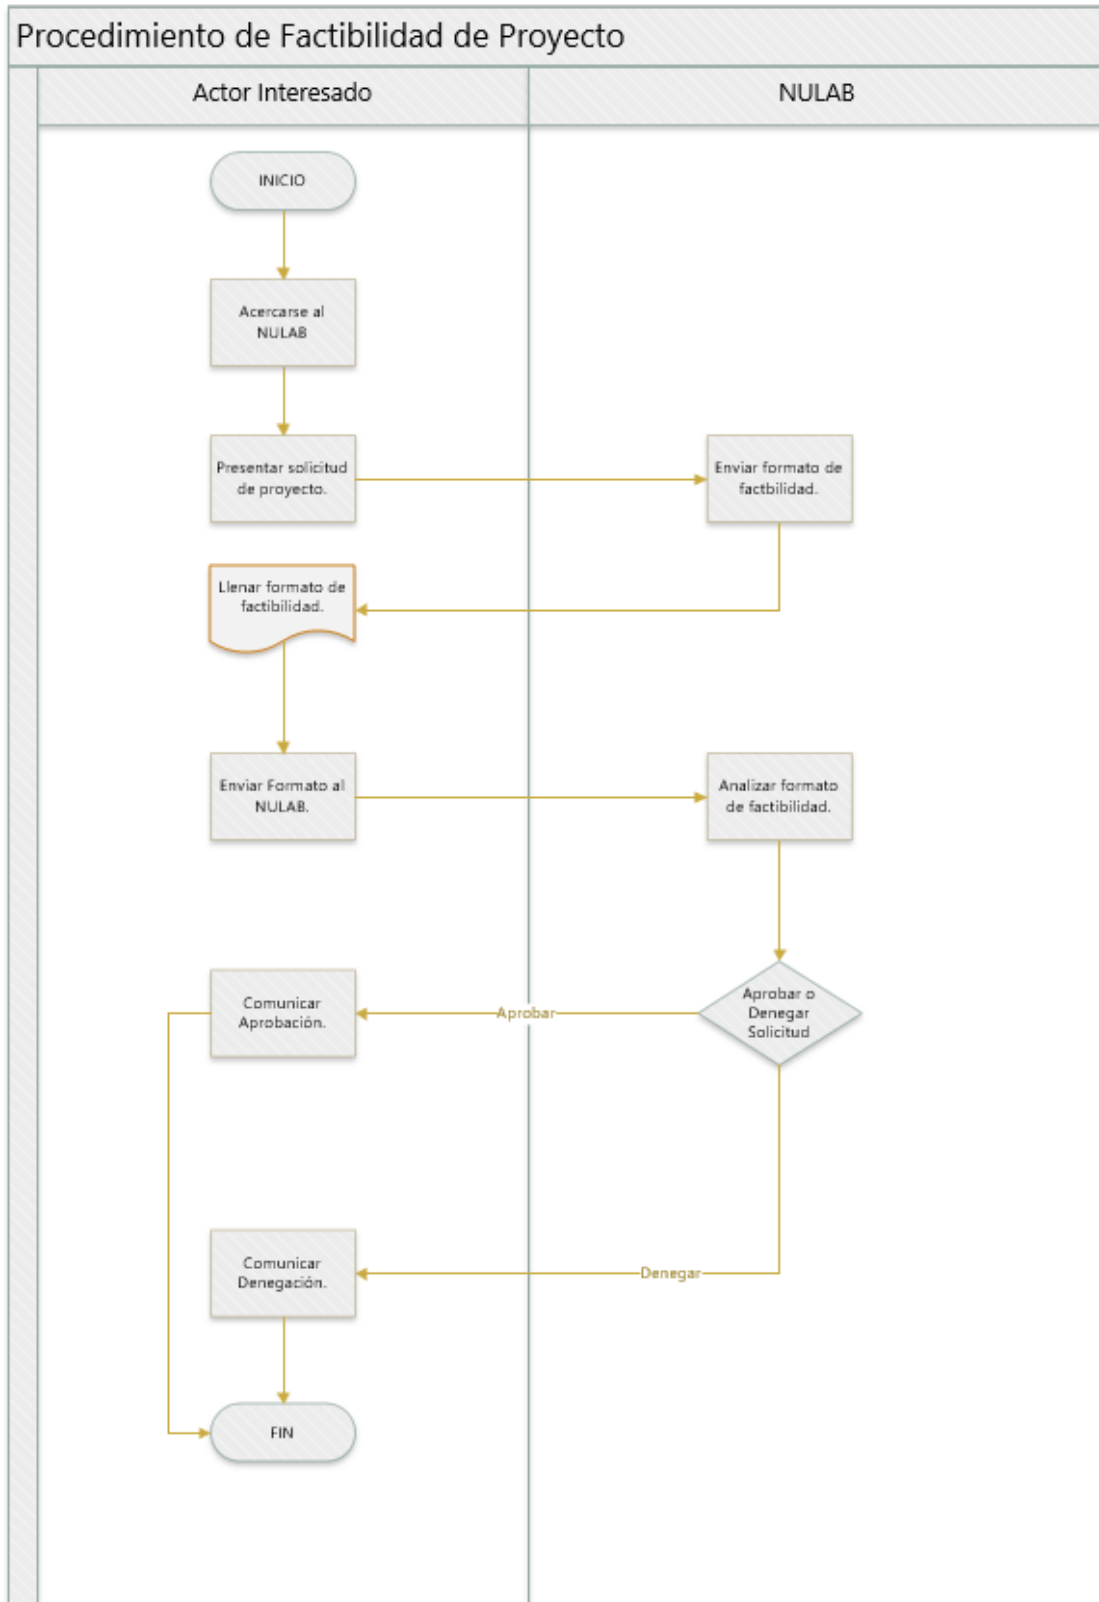 Procedimiento de Factibilidad de Proyecto
Actor Interesado
NULAB
INICIO
Acercarse al
NULAB
Presentar solicitud
de proyecto.
Enviar formato de
factbilidad.
Llenar formato de
factibilidad.
Enviar Formato al
NULAB.
Analizar formato
de factibilidad.
Aprobar o
Denegar
Solicitud
Aprobar
Comunicar
Aprobación.
Denegar
Comunicar
Denegación.
FIN